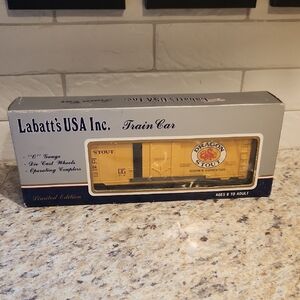 Labatt's USA Inc. Train Car
- "O" Gauge
- Die Cast Wheels
- Operating Couplers
STOUT
DRAGON
STOUT
Limited Edition
AGES 8 TO ADULT